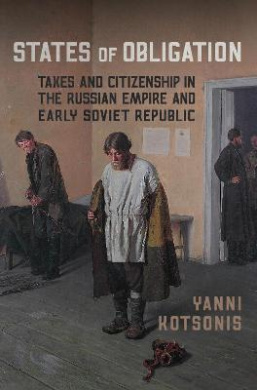 STATES OF OBLIGATION
TAXES AND CITIZENSHIP IN
THE RUSSIAN EMPIRE AND
EARLY SOVIET REPUBLIC
YANNI
KOTSONIS